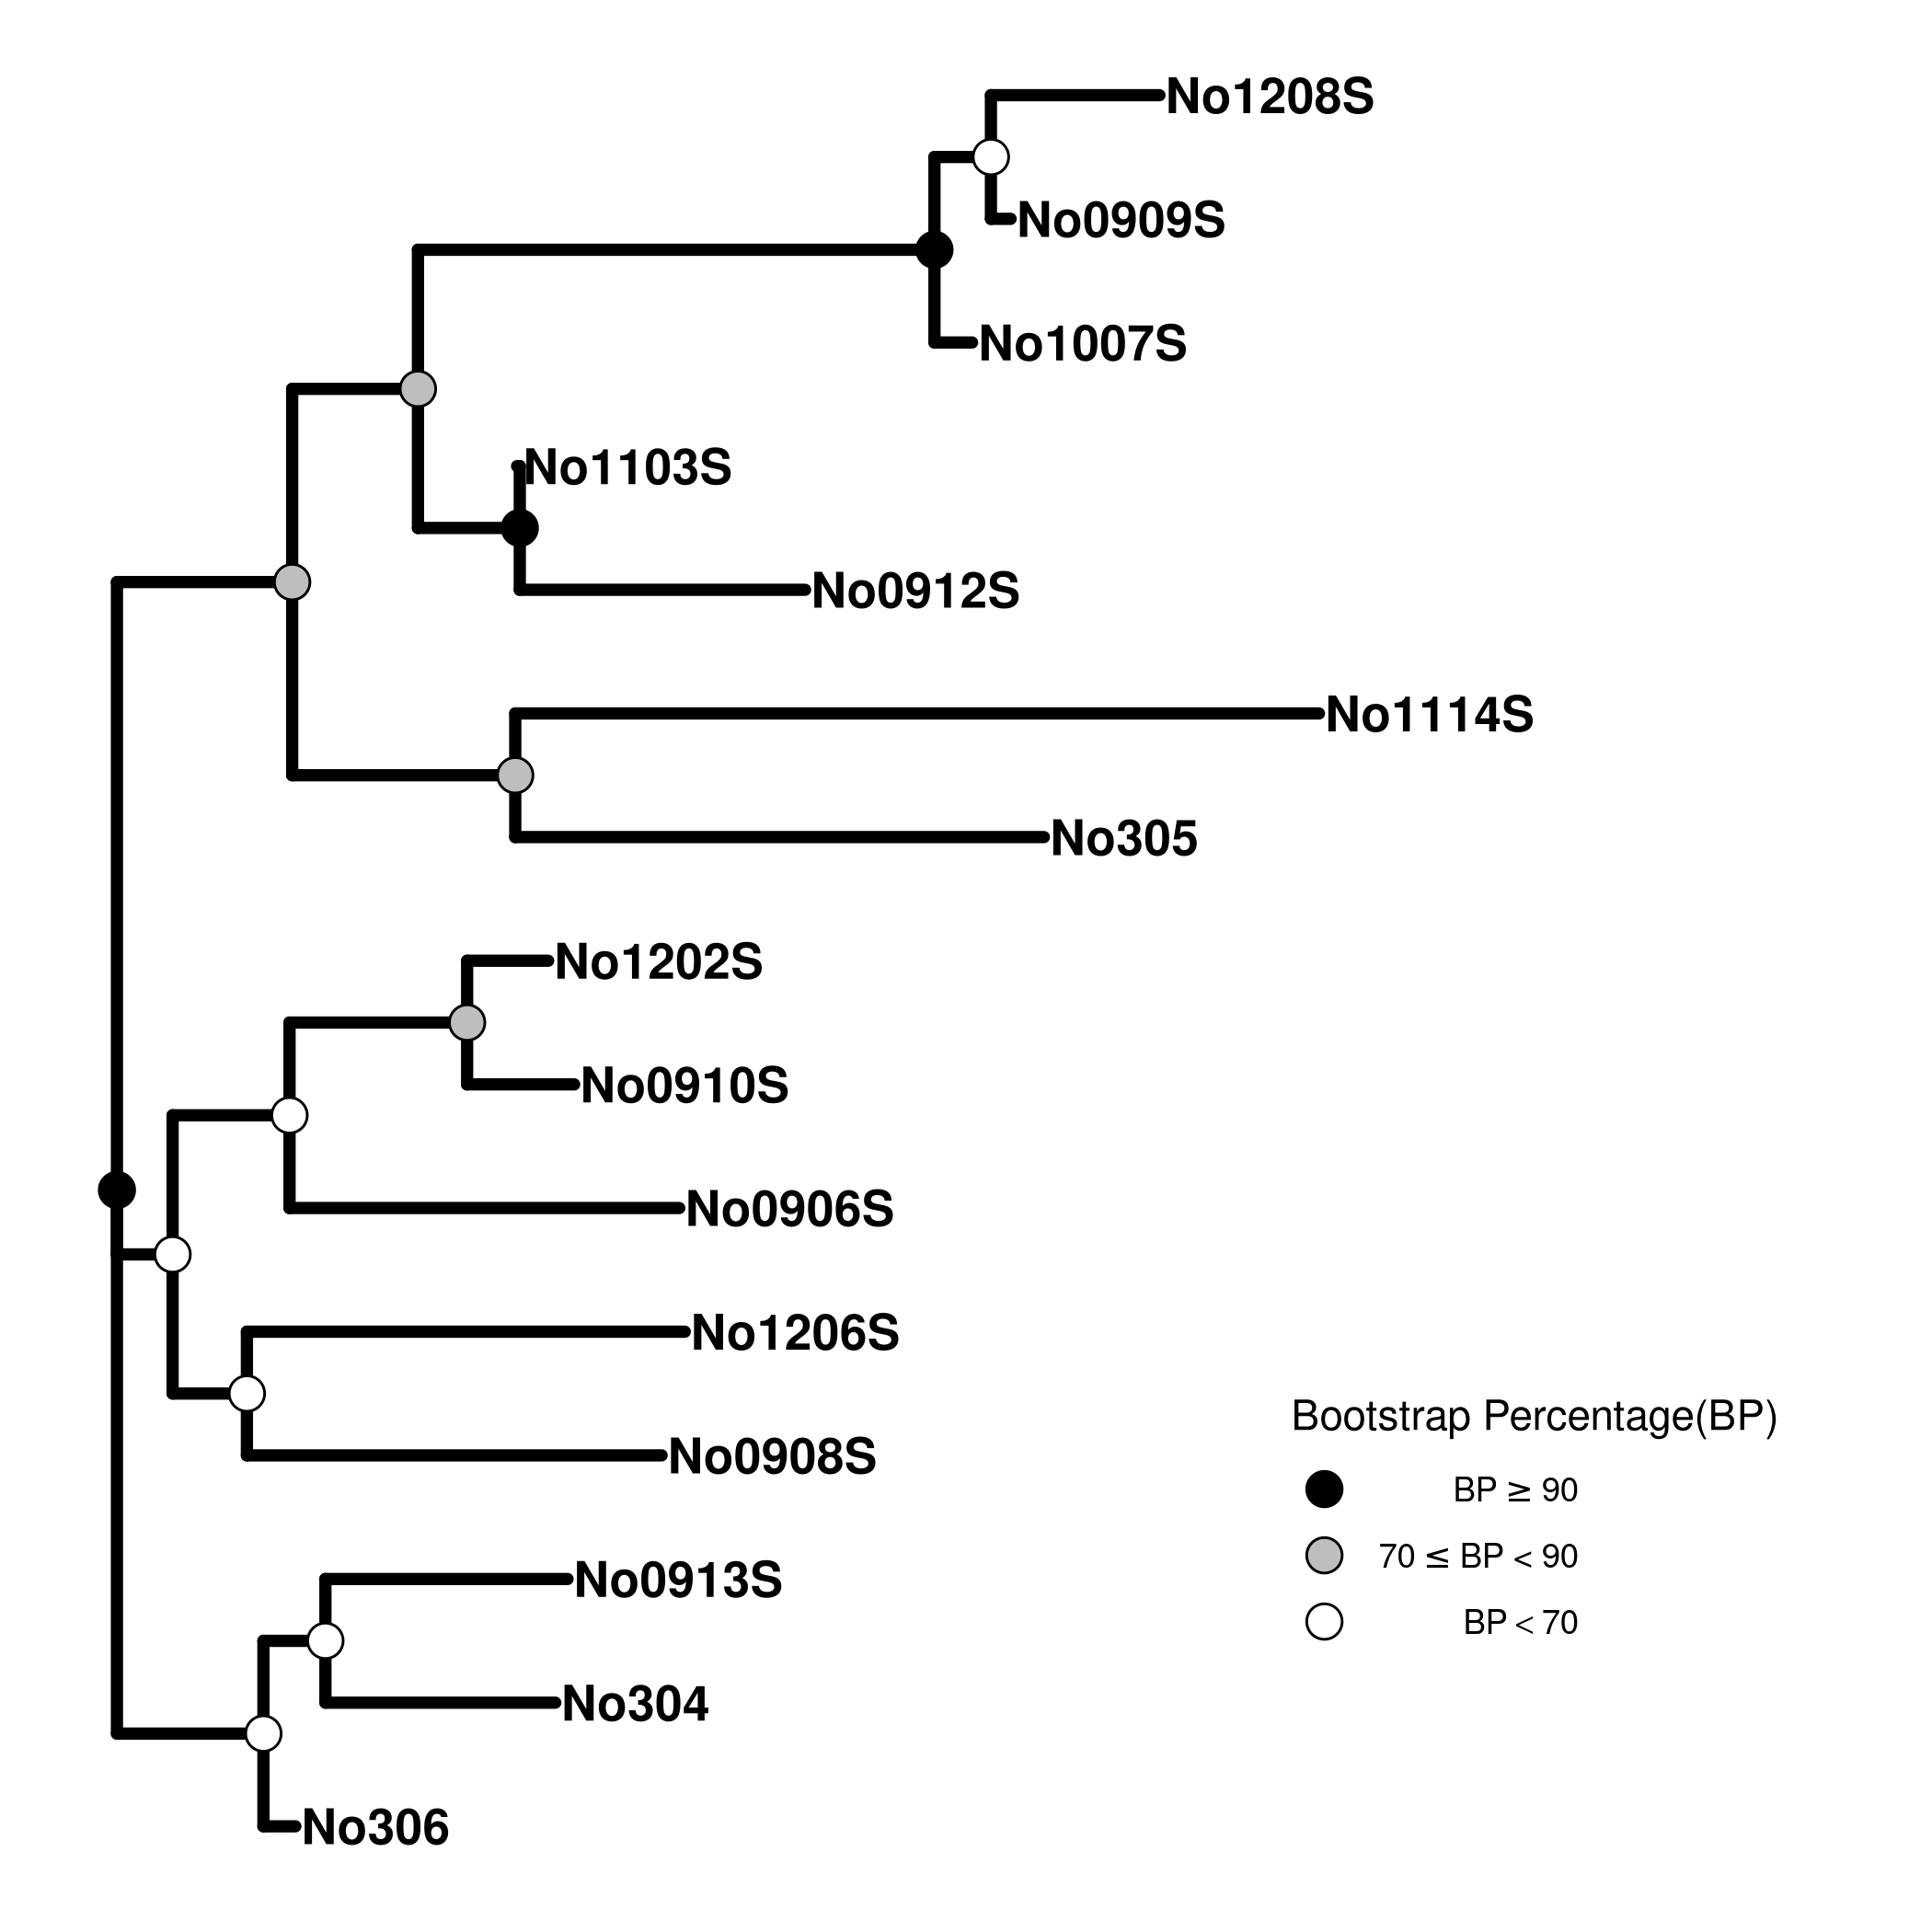 No1208S
No0909S
No1007S
No1103S
No0912S
No1114S
No305
No1202S
No0910S
No0906S
No1206S
No0908S
No0913S
No304
No306
Bootstrap Percentage(BP)
BP ≥ 90
70 ≤ BP < 90
BP < 70